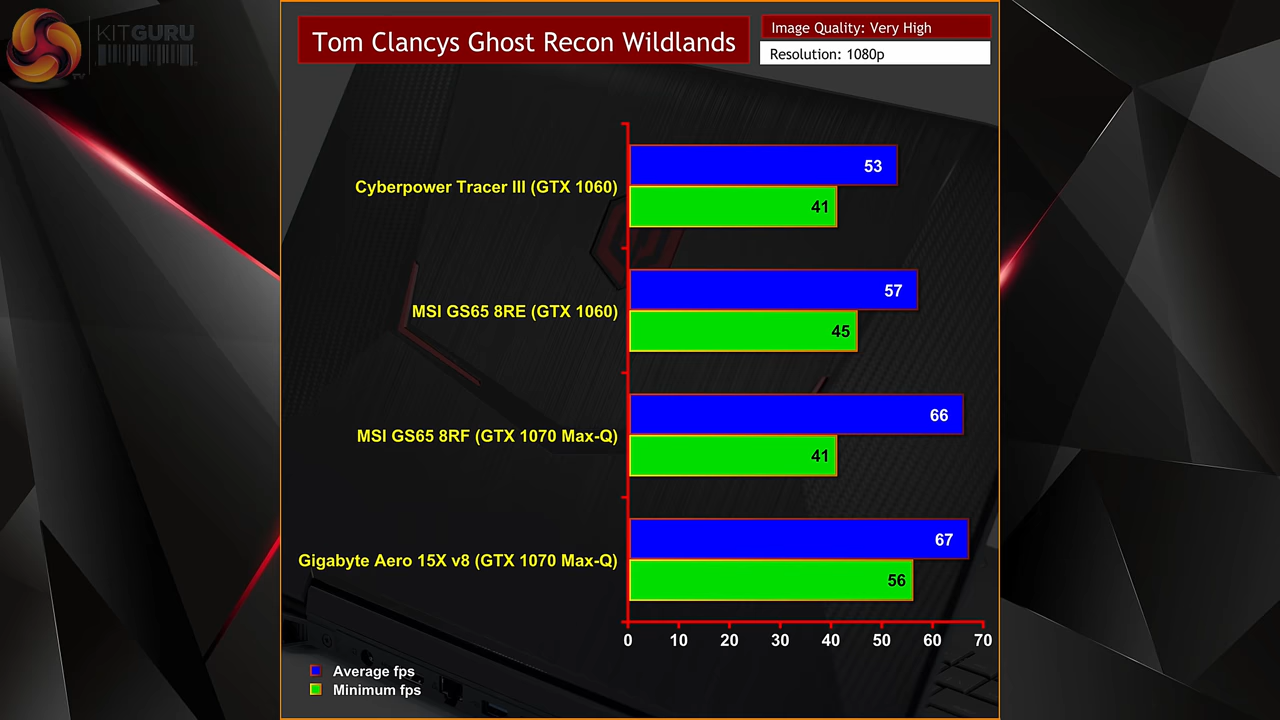 KITGURU
TV
Tom Clancys Ghost Recon Wildlands
Image Quality: Very High
Resolution: 1080p
Cyberpower Tracer III (GTX 1060)
53
41
MSI GS65 8RE (GTX 1060)
57
45
MSI GS65 8RF (GTX 1070 Max-Q)
66
41
Gigabyte Aero 15X v8 (GTX 1070 Max-Q)
67
56
0 10 20 30 40 50 60 70
Average fps
Minimum fps